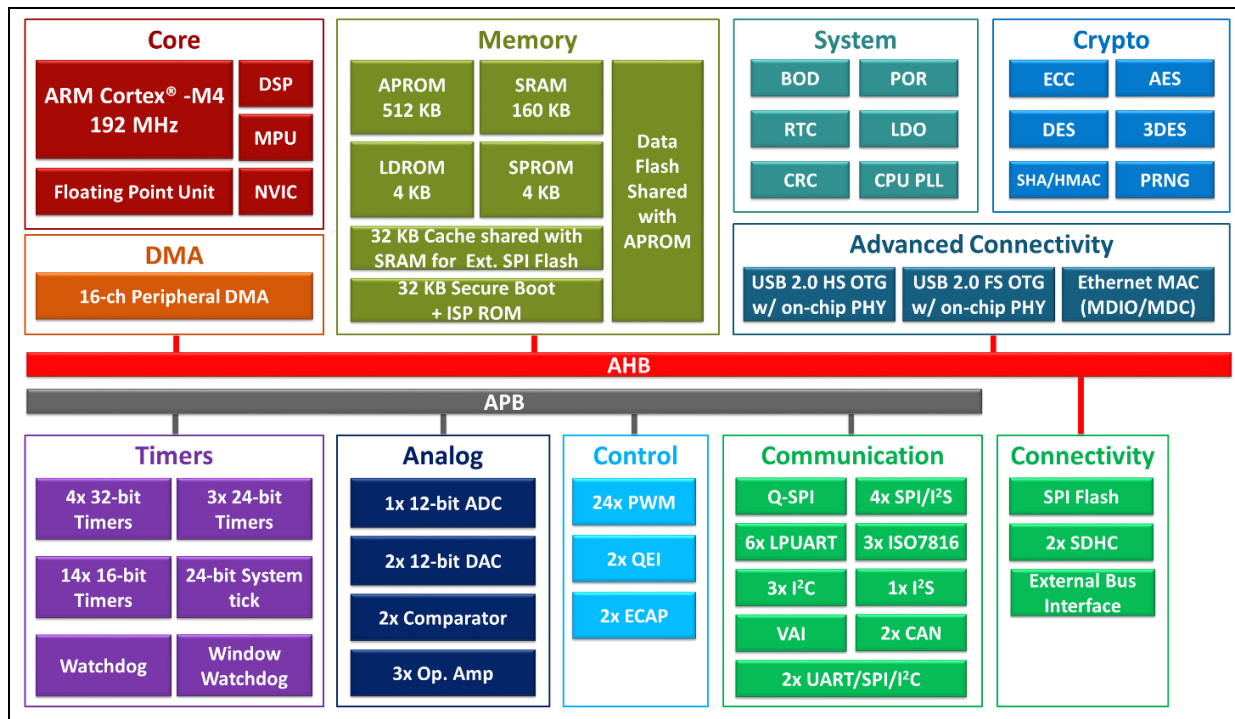 Core
ARM Cortex® -M4
192 MHz
DSP
MPU
Floating Point Unit
NVIC
DMA
16-ch Peripheral DMA
Memory
APROM
512 KB
SRAM
160 KB
LDROM
4 KB
SPROM
4 KB
32 KB Cache shared with
SRAM for Ext. SPI Flash
32 KB Secure Boot
+ ISP ROM
Data
Flash
Shared
with
APROM
System
BOD
POR
RTC
LDO
CRC
CPU PLL
Crypto
ECC
AES
DES
3DES
SHA/HMAC
PRNG
Advanced Connectivity
USB 2.0 HS OTG
w/ on-chip PHY
USB 2.0 FS OTG
w/ on-chip PHY
Ethernet MAC
(MDIO/MDC)
AHB
APB
Timers
4x 32-bit
Timers
3x 24-bit
Timers
14x 16-bit
Timers
24-bit System
tick
Watchdog
Window
Watchdog
Analog
1x 12-bit ADC
2x 12-bit DAC
2x Comparator
3x Op. Amp
Control
24x PWM
2x QEI
2x ECAP
Communication
Q-SPI
4x SPI/I²S
6x LPUART
3x ISO7816
3x I²C
1x I²S
VAI
2x CAN
2x UART/SPI/I²C
Connectivity
SPI Flash
2x SDHC
External Bus
Interface